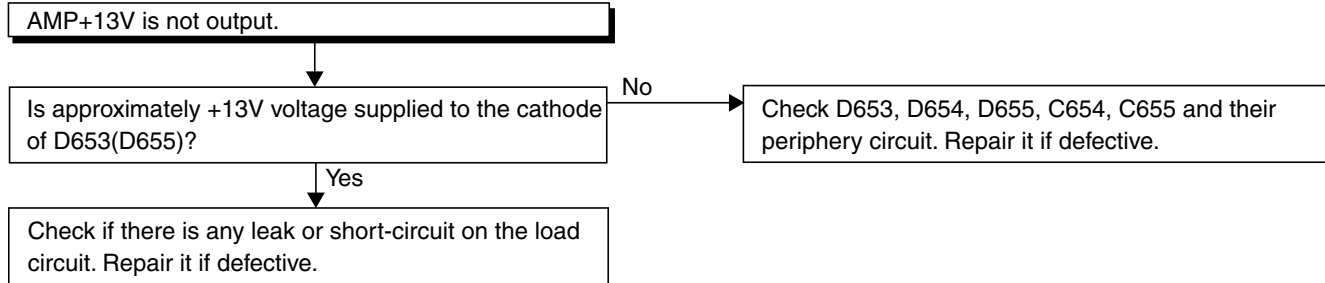 AMP+13V is not output.
Is approximately +13V voltage supplied to the cathode
of D653(D655)?
No
Check D653, D654, D655, C654, C655 and their
periphery circuit. Repair it if defective.
Yes
Check if there is any leak or short-circuit on the load
circuit. Repair it if defective.